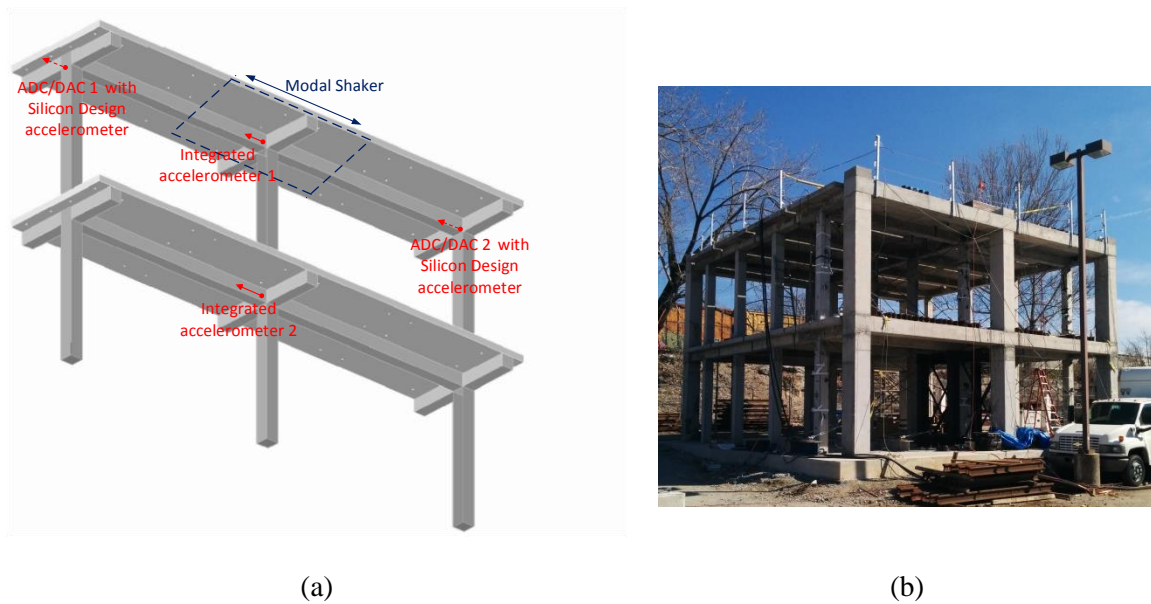 Modal Shaker
ADC/DAC 1 with
Silicon Design
accelerometer
Integrated
accelerometer 1
ADC/DAC 2 with
Silicon Design
accelerometer
Integrated
accelerometer 2
(a)
(b)